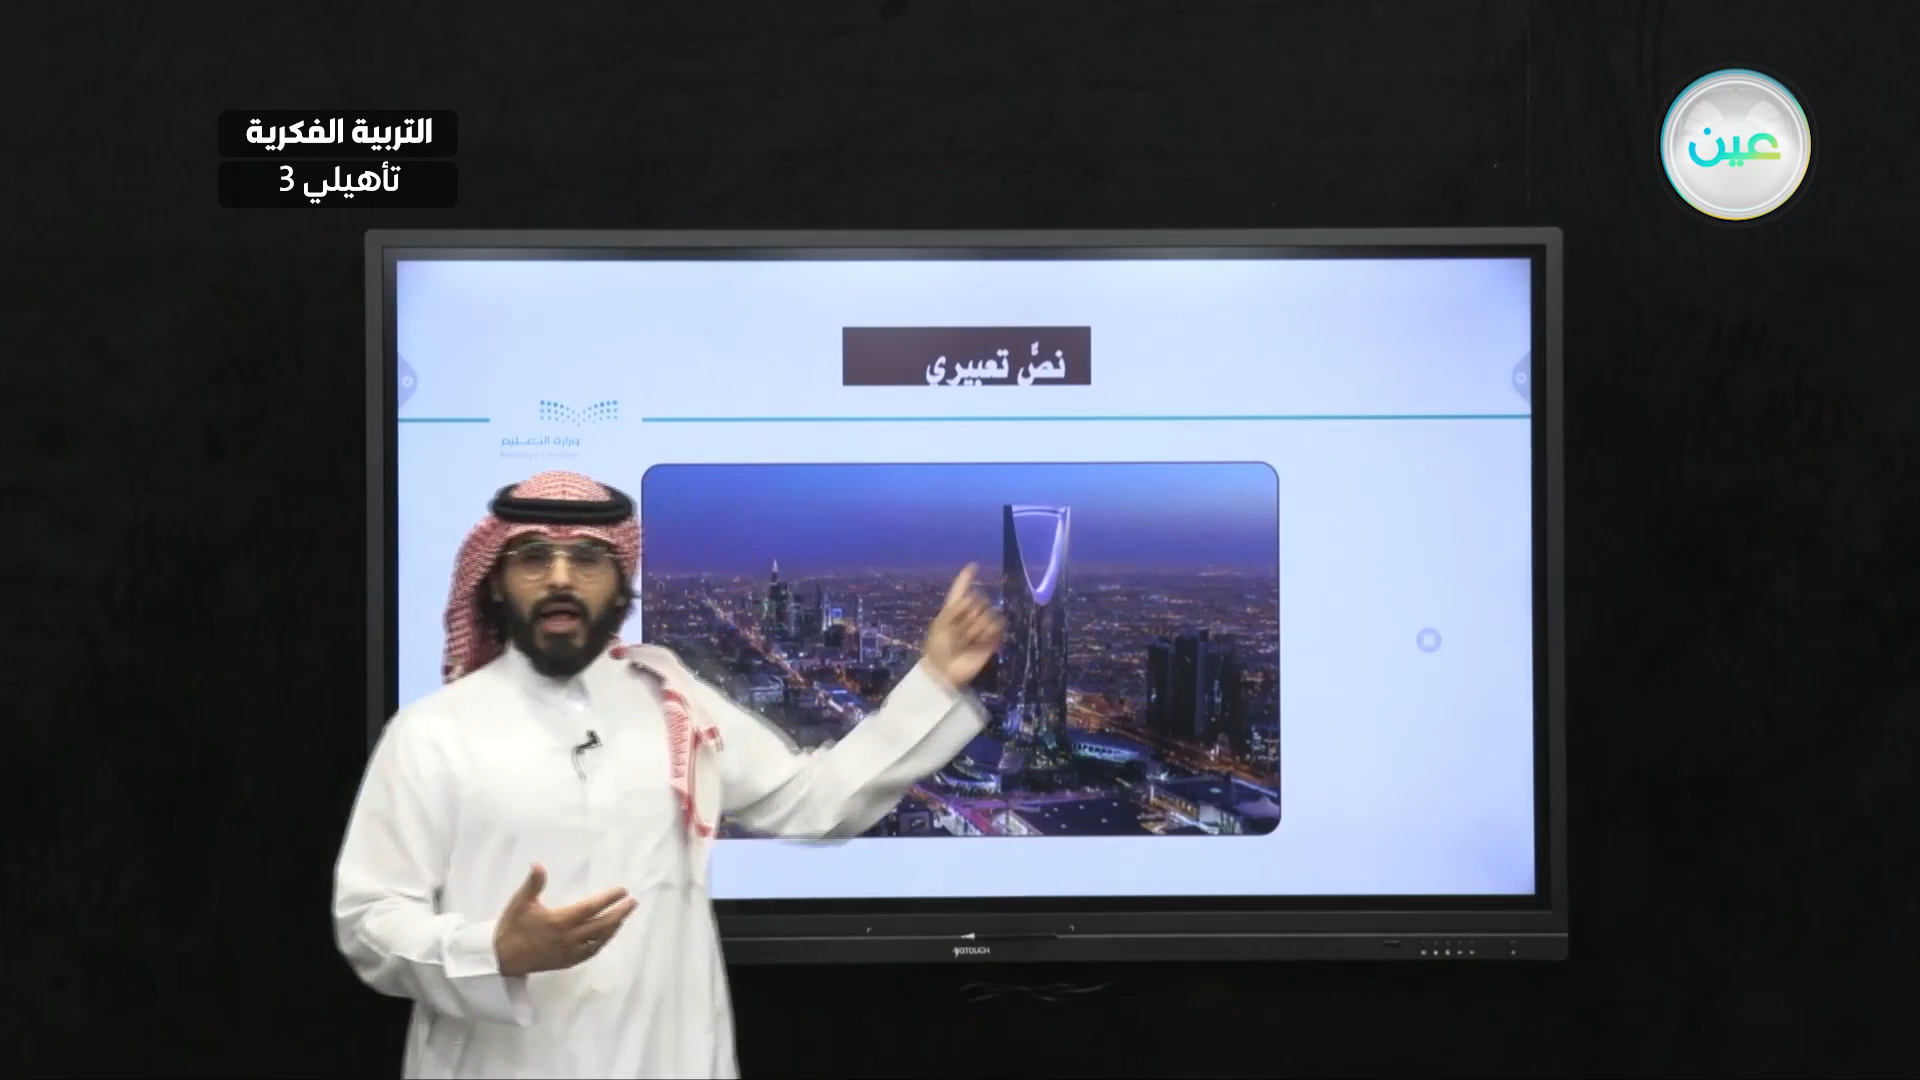 التربية الفكرية
تأهيلي 3
عين
نصٌّ تعبيري
وزارة التعليم